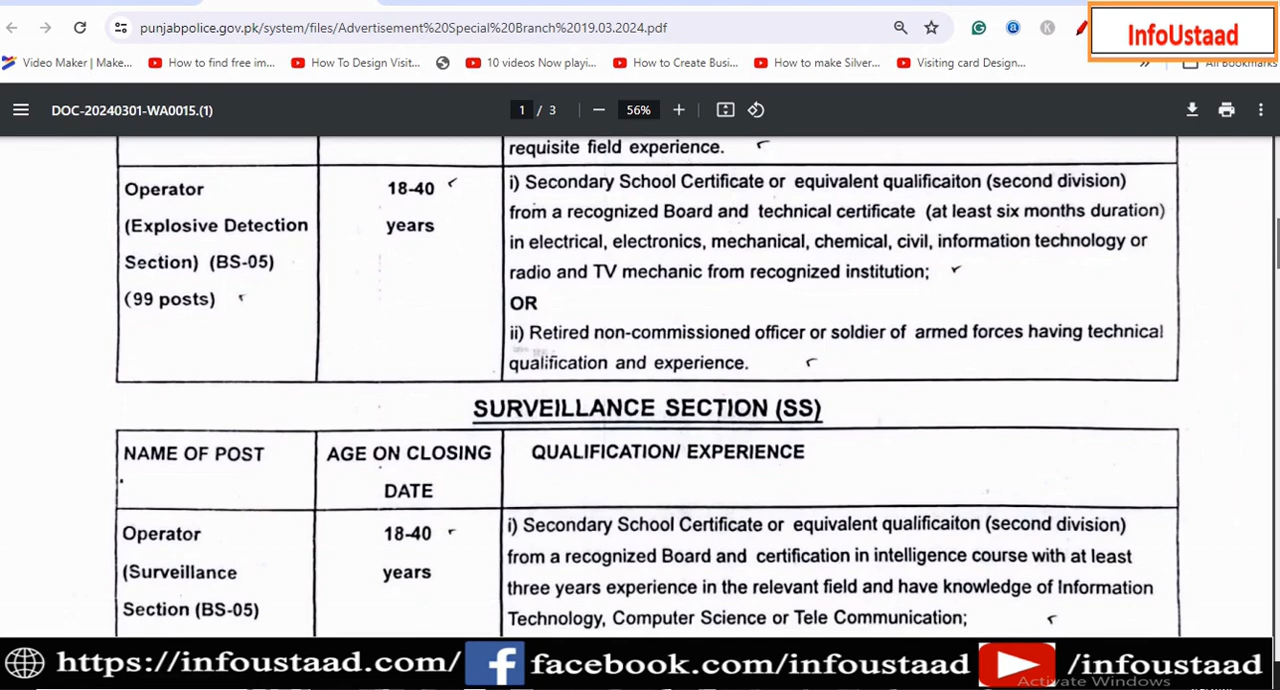 punjabpolice.gov.pk/system/files/Advertisement%20Special%20Branch%2019.03.2024.pdf
InfoUstaad
Video Maker | Make...
How to find free im...
How To Design Visit...
10 videos Now playi...
How to Create Busi...
How to make Silver...
Visiting card Design...
»
All Bookmarks
DOC-20240301-WA0015.(1)
1 / 3
56%
requisite field experience.
Operator
(Explosive Detection
Section) (BS-05)
(99 posts)
18-40
years
i) Secondary School Certificate or equivalent qualificaiton (second division)
from a recognized Board and technical certificate (at least six months duration)
in electrical, electronics, mechanical, chemical, civil, information technology or
radio and TV mechanic from recognized institution;
OR
ii) Retired non-commissioned officer or soldier of armed forces having technical
qualification and experience.
SURVEILLANCE SECTION (SS)
NAME OF POST
AGE ON CLOSING
DATE
QUALIFICATION/ EXPERIENCE
Operator
(Surveillance
Section (BS-05)
18-40
years
i) Secondary School Certificate or equivalent qualificaiton (second division)
from a recognized Board and certification in intelligence course with at least
three years experience in the relevant field and have knowledge of Information
Technology, Computer Science or Tele Communication;
https://infoustaad.com/
facebook.com/infoustaad
/infoustaad
Activate Windows